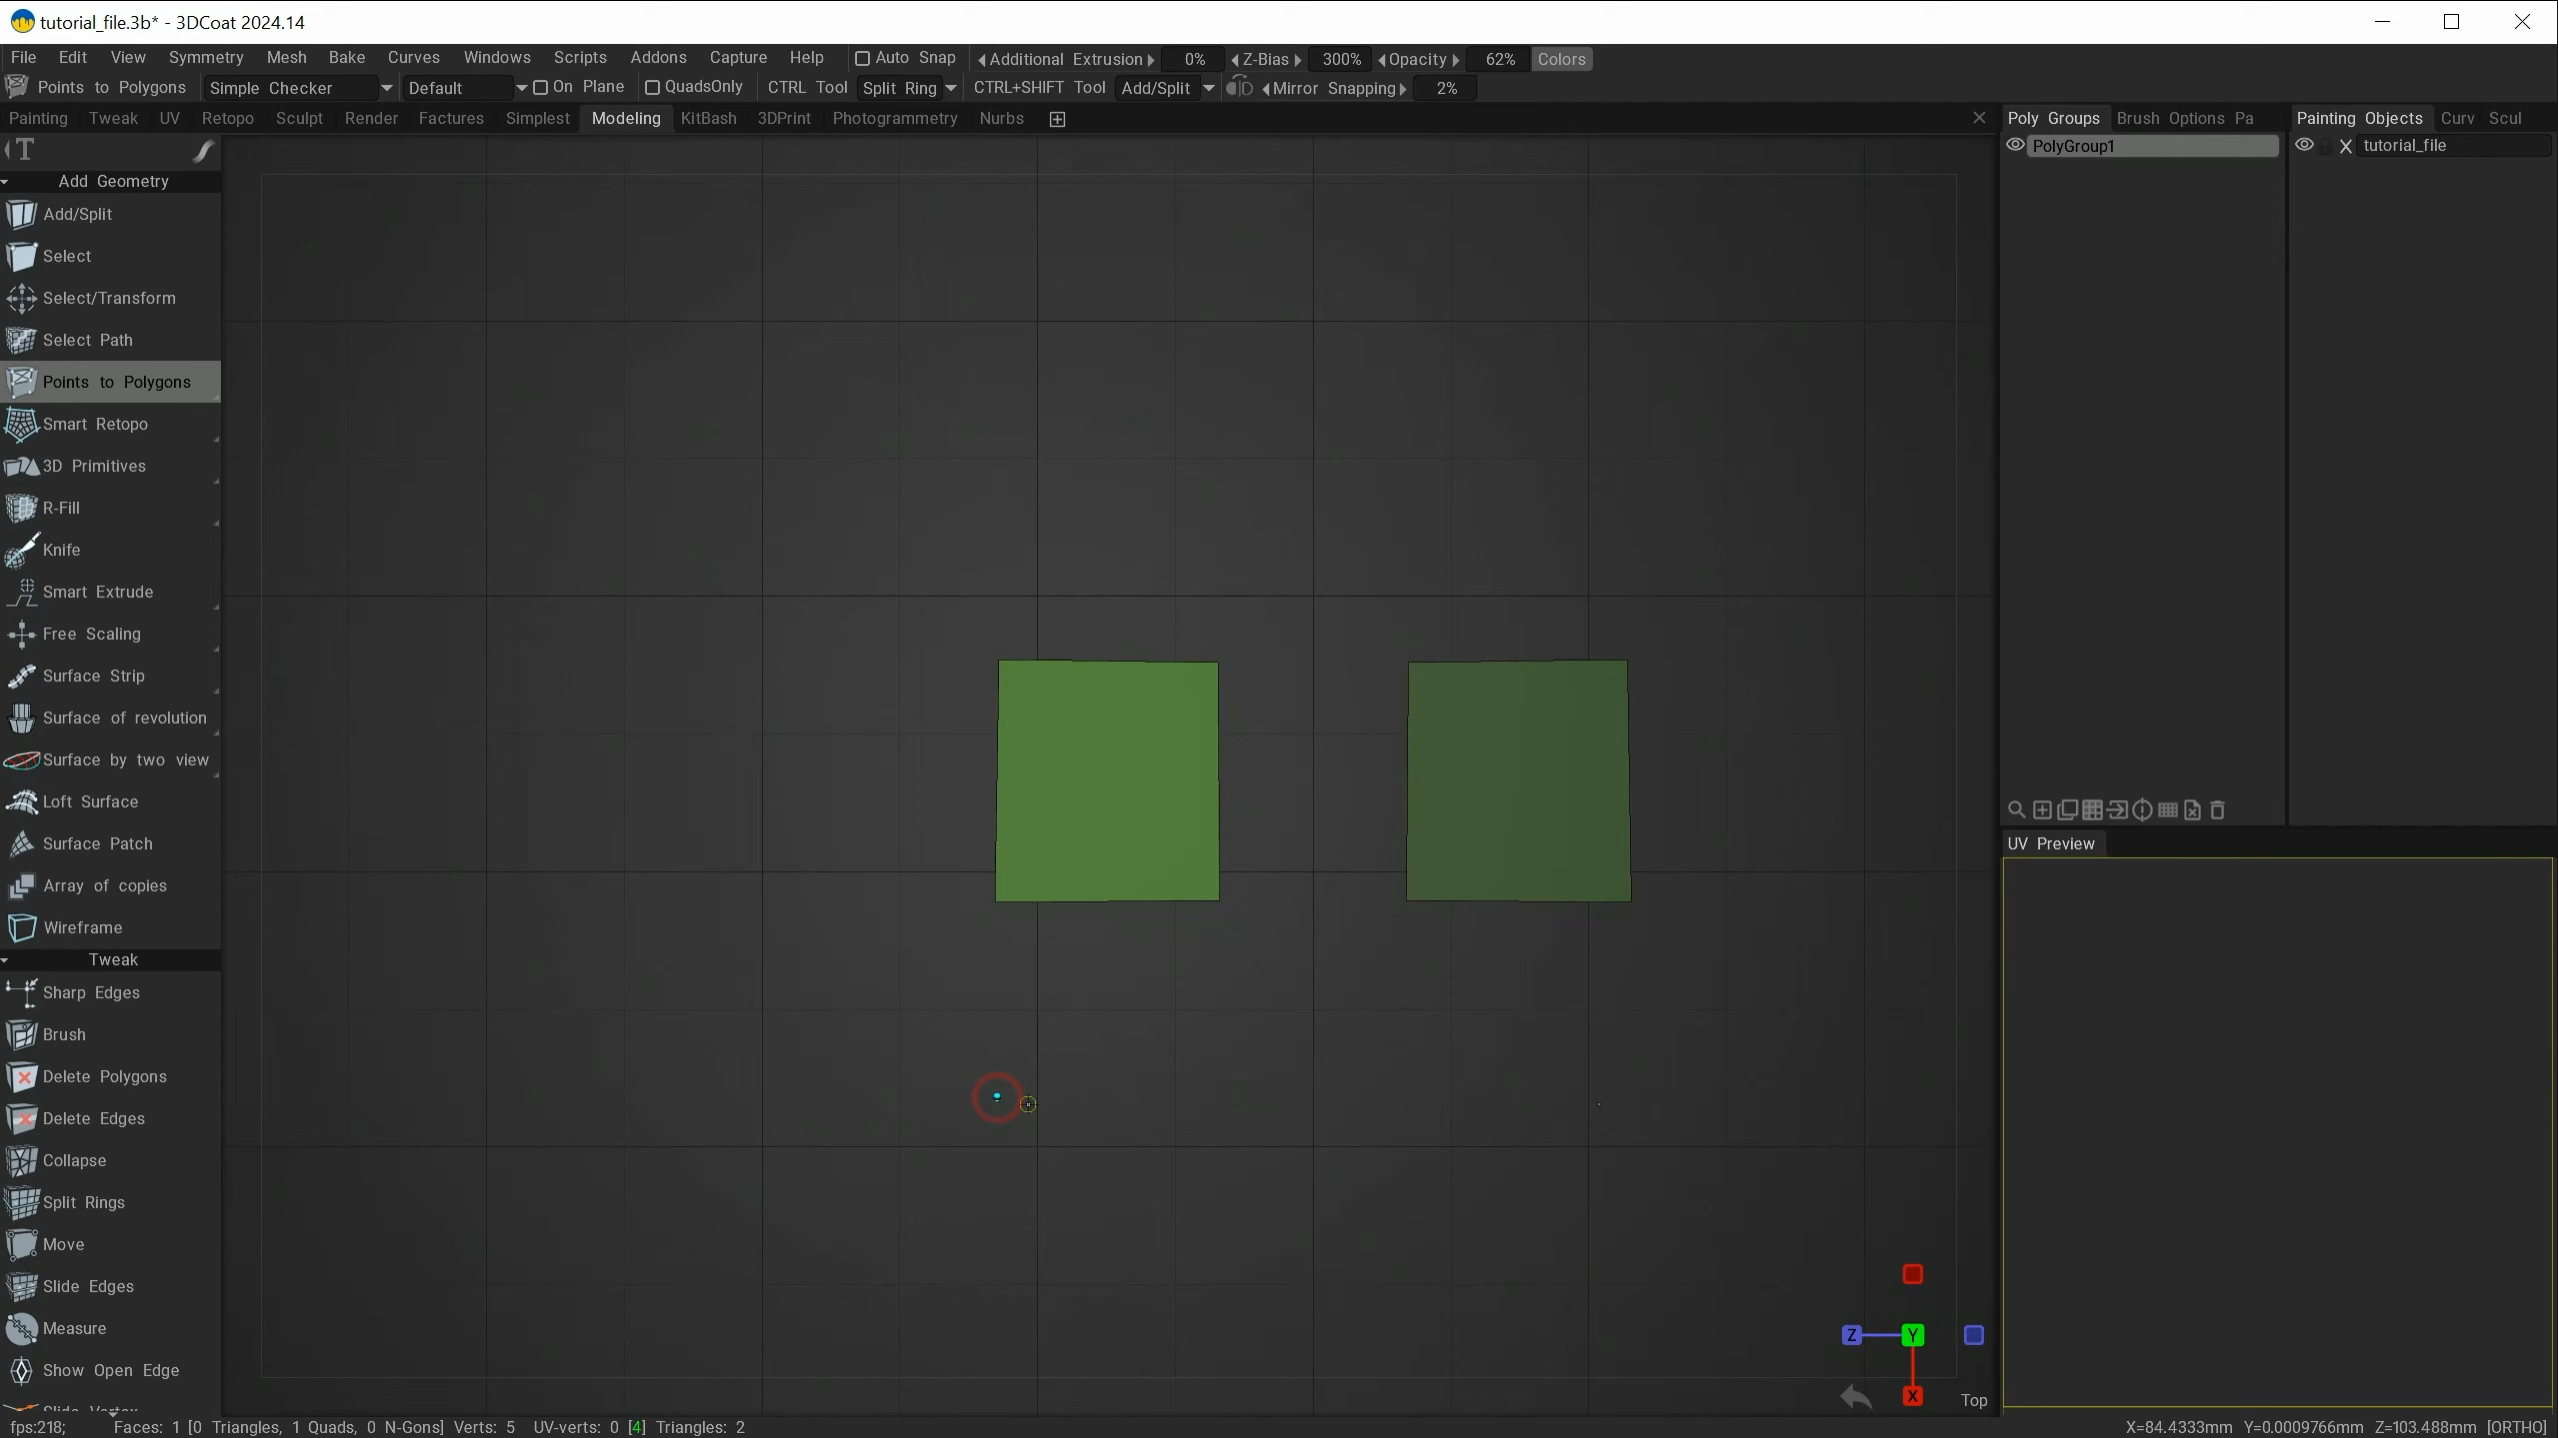 tutorial_file.3b* - 3DCoat 2024.14
File Edit View Symmetry Mesh Bake Curves Windows Scripts Addons Capture Help Auto Snap Additional Extrusion 0% Z-Bias 300% Opacity 62% Colors
Points to Polygons Simple Checker Default On Plane QuadsOnly CTRL Tool Split Ring CTRL+SHIFT Tool Add/Split Mirror Snapping 2%
Painting Tweak UV Retopo Sculpt Render Factures Simplest Modeling KitBash 3DPrint Photogrammetry Nurbs
Poly Groups Brush Options Pa
Painting Objects Curv Scul
PolyGroup1
X tutorial_file
T
Add Geometry
Add/Split
Select
Select/Transform
Select Path
Points to Polygons
Smart Retopo
3D Primitives
R-Fill
Knife
Smart Extrude
Free Scaling
Surface Strip
Surface of revolution
Surface by two view
Loft Surface
Surface Patch
Array of copies
Wireframe
Tweak
Sharp Edges
Brush
Delete Polygons
Delete Edges
Collapse
Split Rings
Move
Slide Edges
Measure
Show Open Edge
UV Preview
Z Y
X Top
fps:218; Faces: 1 [0 Triangles, 1 Quads, 0 N-Gons] Verts: 5 UV-verts: 0 [4] Triangles: 2
X=84.4333mm Y=0.0009766mm Z=103.488mm [ORTHO]